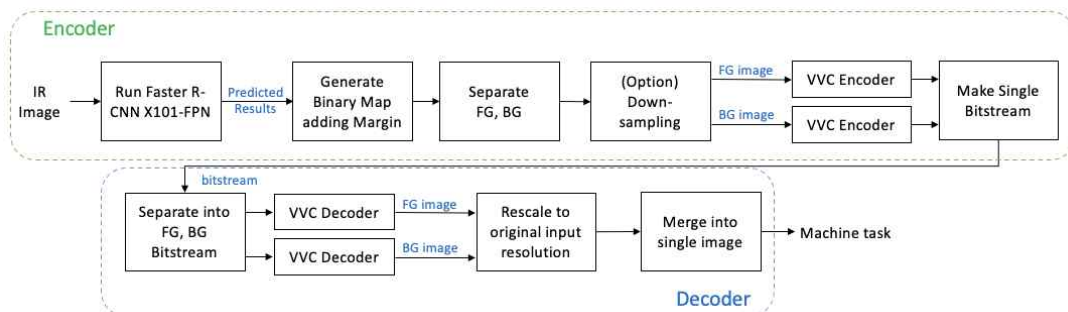 Encoder
IR
Image
Run Faster R-
CNN X101-FPN
Predicted
Results
Generate
Binary Map
adding Margin
Separate
FG, BG
(Option)
Down-
sampling
FG image
BG image
VVC Encoder
VVC Encoder
Make Single
Bitstream
bitstream
Separate into
FG, BG
Bitstream
VVC Decoder
VVC Decoder
FG image
BG image
Rescale to
original input
resolution
Merge into
single image
Machine task
Decoder